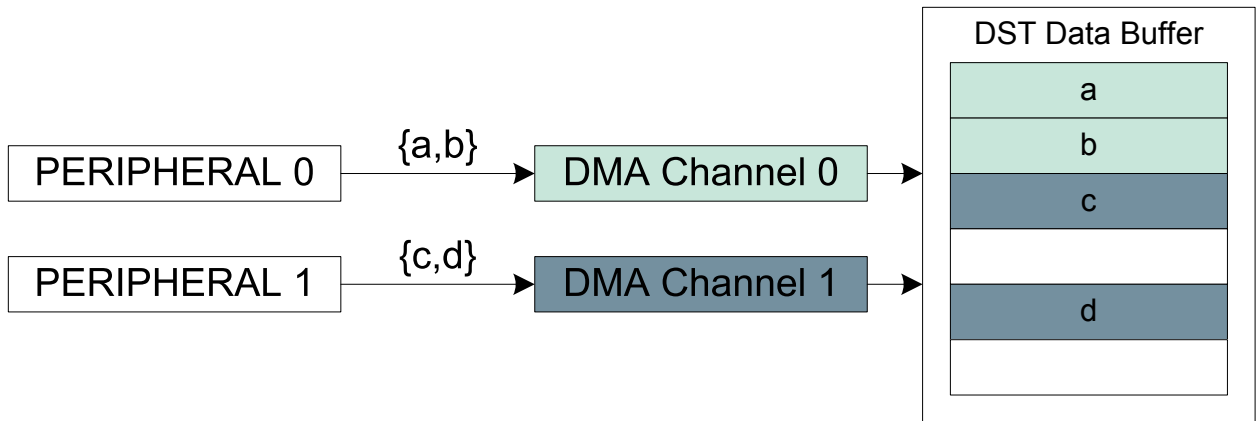 DST Data Buffer
a
b
c
d
PERIPHERAL 0
{a,b}
DMA Channel 0
PERIPHERAL 1
{c,d}
DMA Channel 1